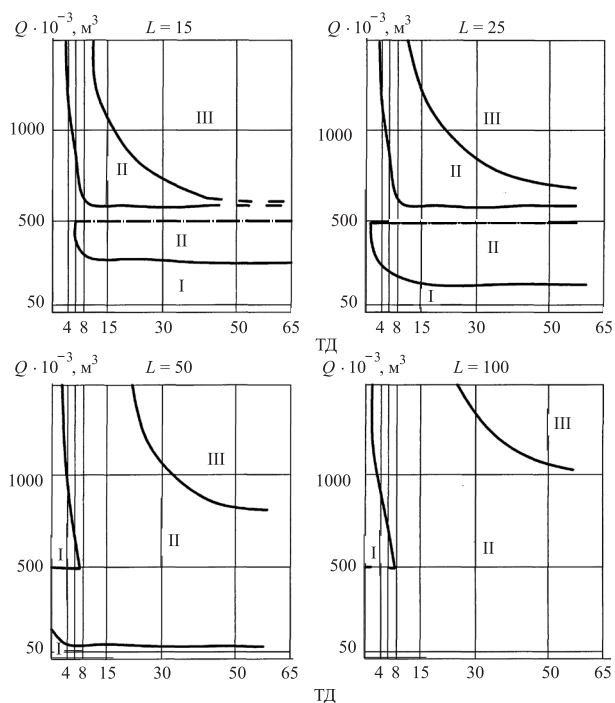 Q · 10⁻³, м³ L = 15
III
1000
II
500
II
I
50
4 8 15 30 50 65
Q · 10⁻³, м³ L = 25
III
1000
II
500
II
I
50
4 8 15 30 50 65
ТД
Q · 10⁻³, м³ L = 50
III
1000
I II
500
I
50
4 8 15 30 50 65
Q · 10⁻³, м³ L = 100
III
1000
I II
500
50
4 8 15 30 50 65
ТД